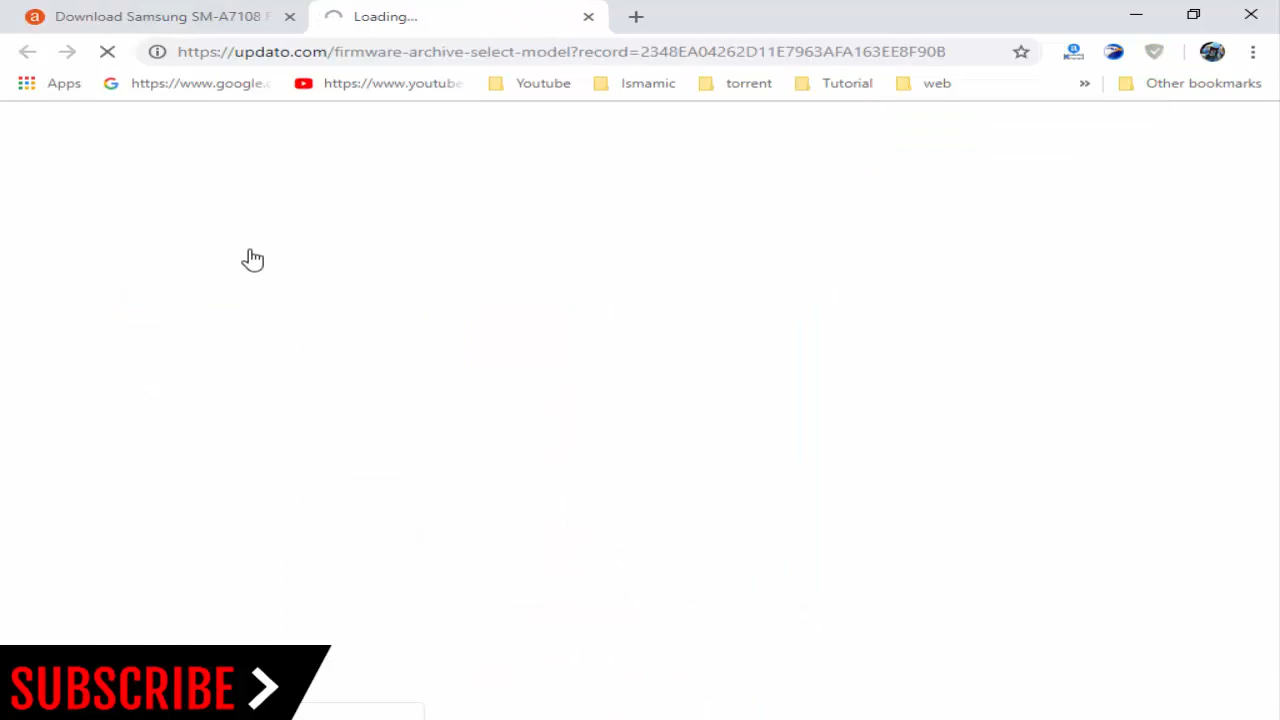 Download Samsung SM-A7108 F
Loading...
https://updato.com/firmware-archive-select-model?record=2348EA04262D11E7963AFA163EE8F90B
Apps
https://www.google.c
https://www.youtube
Youtube
Ismamic
torrent
Tutorial
web
»
Other bookmarks
SUBSCRIBE